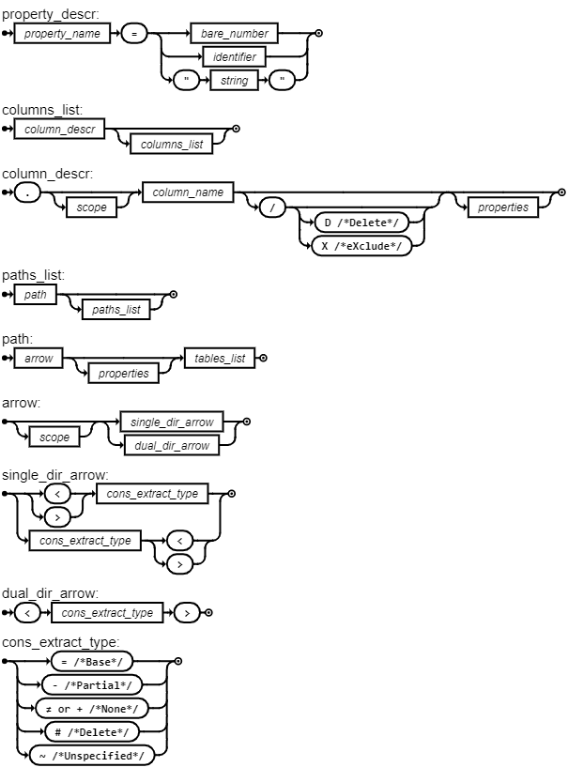 property_descr:
property_name = bare_number
identifier
" string "
columns_list:
column_descr
columns_list
column_descr:
. column_name
scope / properties
D /*Delete*/
X /*eXclude*/
paths_list:
path
paths_list
path:
arrow tables_list
properties
arrow:
single_dir_arrow
scope dual_dir_arrow
single_dir_arrow:
< cons_extract_type
>
cons_extract_type <
>
dual_dir_arrow:
< cons_extract_type >
cons_extract_type:
= /*Base*/
- /*Partial*/
≠ or + /*None*/
# /*Delete*/
~ /*Unspecified*/